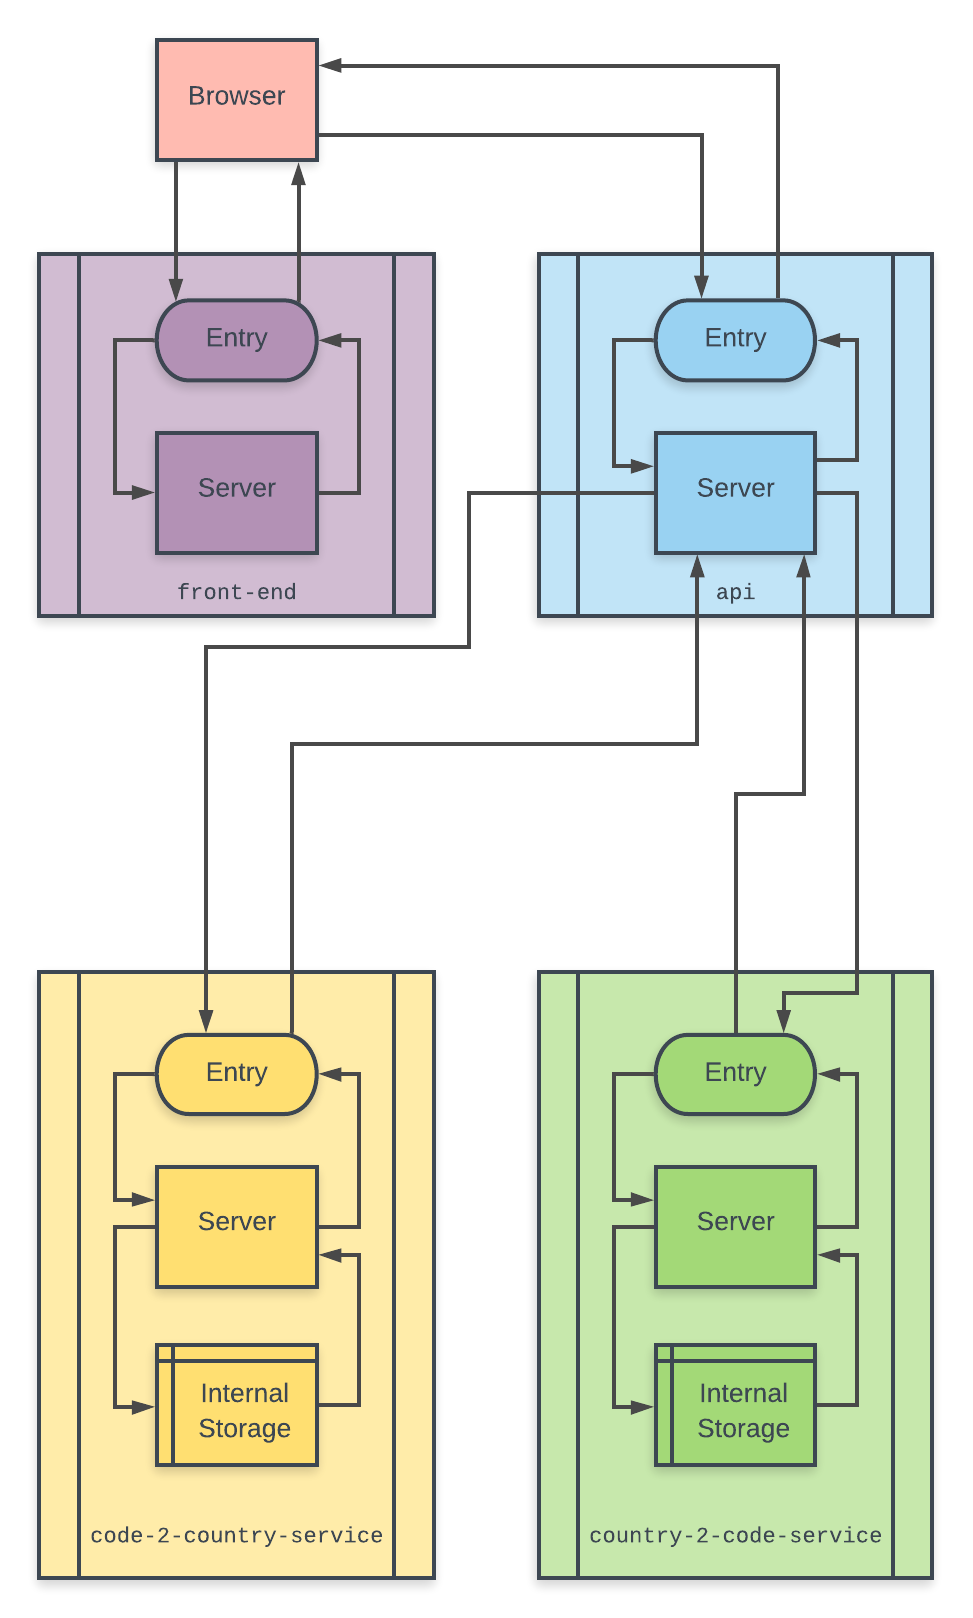 Browser
Entry
Server
front-end
Entry
Server
api
Entry
Server
Internal
Storage
code-2-country-service
Entry
Server
Internal
Storage
country-2-code-service